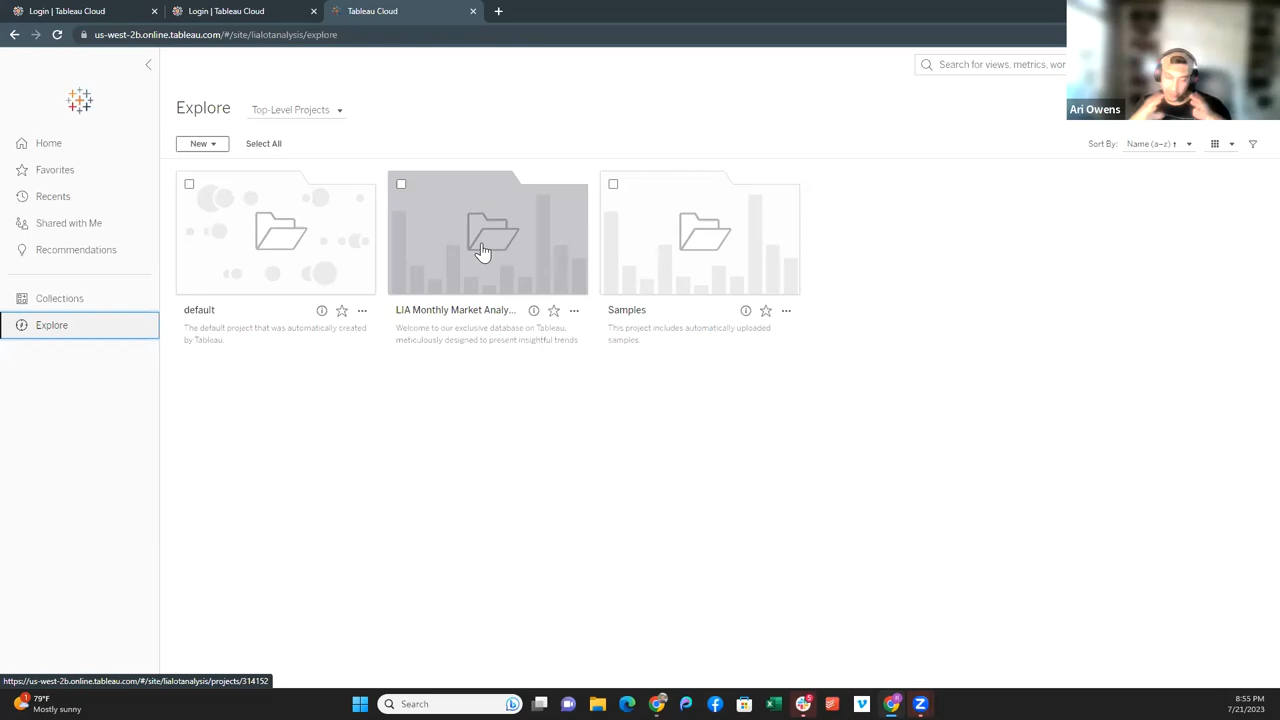 Login | Tableau Cloud
Login | Tableau Cloud
Tableau Cloud
us-west-2b.online.tableau.com/#/site/lialotanalysis/explore
Search for views, metrics, wor
Ari Owens
Explore
Top-Level Projects
New
Select All
Sort By:
Name (a–z)
Home
Favorites
Recents
Shared with Me
Recommendations
Collections
Explore
default
The default project that was automatically created
by Tableau.
LIA Monthly Market Analy...
Welcome to our exclusive database on Tableau,
meticulously designed to present insightful trends
Samples
This project includes automatically uploaded
samples.
https://us-west-2b.online.tableau.com/#/site/lialotanalysis/projects/314152
1
79°F
Mostly sunny
Search
8:55 PM
7/21/2023